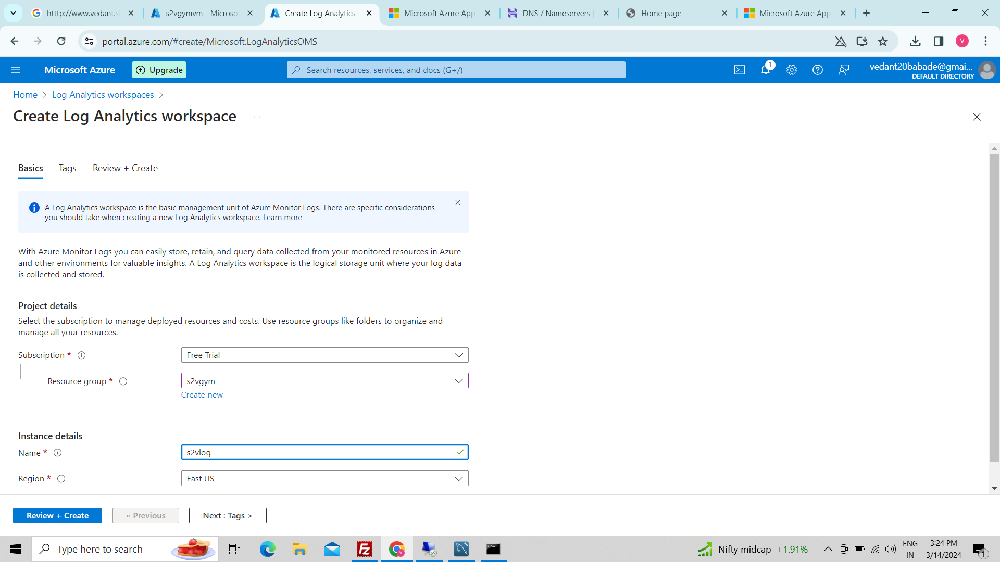 htttp://www.vedant.s
s2vgymvm - Microso
Create Log Analytics
Microsoft Azure App
DNS / Nameservers |
Home page
Microsoft Azure App
portal.azure.com/#create/Microsoft.LogAnalyticsOMS
V
Microsoft Azure
Upgrade
Search resources, services, and docs (G+/)
1
vedant20babade@gmai...
DEFAULT DIRECTORY
Home > Log Analytics workspaces >
Create Log Analytics workspace ...
Basics Tags Review + Create
A Log Analytics workspace is the basic management unit of Azure Monitor Logs. There are specific considerations
you should take when creating a new Log Analytics workspace. Learn more
With Azure Monitor Logs you can easily store, retain, and query data collected from your monitored resources in Azure
and other environments for valuable insights. A Log Analytics workspace is the logical storage unit where your log data
is collected and stored.
Project details
Select the subscription to manage deployed resources and costs. Use resource groups like folders to organize and
manage all your resources.
Subscription *
Free Trial
Resource group *
s2vgym
Create new
Instance details
Name *
s2vlog
Region *
East US
Review + Create
« Previous
Next : Tags >
Type here to search
Nifty midcap +1.91%
ENG
IN
3:24 PM
3/14/2024
1